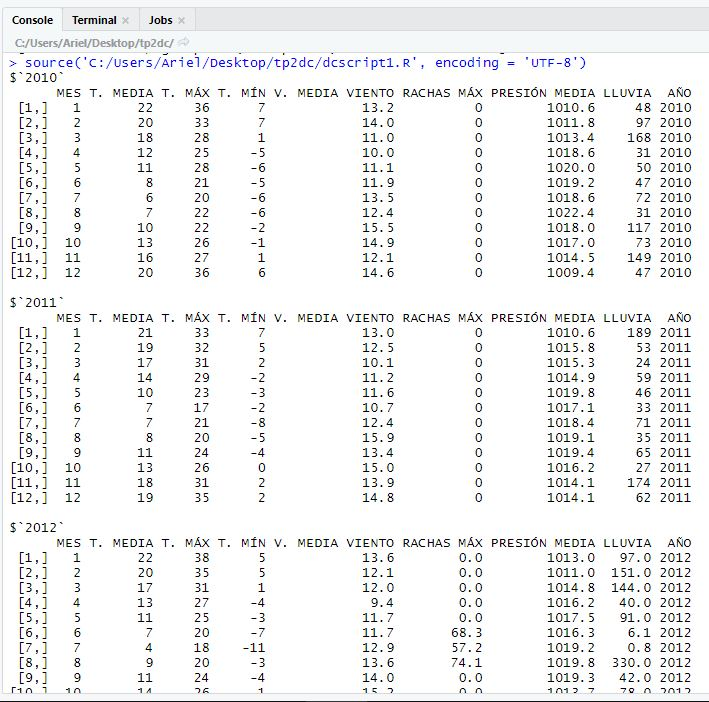 Console Terminal × Jobs ×
C:/Users/Ariel/Desktop/tp2dc/
> source('C:/Users/Ariel/Desktop/tp2dc/dcscript1.R', encoding = 'UTF-8')
$`2010`
MES T. MEDIA T. MÁX T. MÍN V. MEDIA VIENTO RACHAS MÁX PRESIÓN MEDIA LLUVIA AÑO
[1,] 1 22 36 7 13.2 0 1010.6 48 2010
[2,] 2 20 33 7 14.0 0 1011.8 97 2010
[3,] 3 18 28 1 11.0 0 1013.4 168 2010
[4,] 4 12 25 -5 10.0 0 1018.6 31 2010
[5,] 5 11 28 -6 11.1 0 1020.0 50 2010
[6,] 6 8 21 -5 11.9 0 1019.2 47 2010
[7,] 7 6 20 -6 13.5 0 1018.6 72 2010
[8,] 8 7 22 -6 12.4 0 1022.4 31 2010
[9,] 9 10 22 -2 15.5 0 1018.0 117 2010
[10,] 10 13 26 -1 14.9 0 1017.0 73 2010
[11,] 11 16 27 1 12.1 0 1014.5 149 2010
[12,] 12 20 36 6 14.6 0 1009.4 47 2010
$`2011`
MES T. MEDIA T. MÁX T. MÍN V. MEDIA VIENTO RACHAS MÁX PRESIÓN MEDIA LLUVIA AÑO
[1,] 1 21 33 7 13.0 0 1010.6 189 2011
[2,] 2 19 32 5 12.5 0 1015.8 53 2011
[3,] 3 17 31 2 10.1 0 1015.3 24 2011
[4,] 4 14 29 -2 11.2 0 1014.9 59 2011
[5,] 5 10 23 -3 11.6 0 1019.8 46 2011
[6,] 6 7 17 -2 10.7 0 1017.1 33 2011
[7,] 7 7 21 -8 12.4 0 1018.4 71 2011
[8,] 8 8 20 -5 15.9 0 1019.1 35 2011
[9,] 9 11 24 -4 13.4 0 1019.4 65 2011
[10,] 10 13 26 0 15.0 0 1016.2 27 2011
[11,] 11 18 31 2 13.9 0 1014.1 174 2011
[12,] 12 19 35 2 14.8 0 1014.1 62 2011
$`2012`
MES T. MEDIA T. MÁX T. MÍN V. MEDIA VIENTO RACHAS MÁX PRESIÓN MEDIA LLUVIA AÑO
[1,] 1 22 38 5 13.6 0.0 1013.0 97.0 2012
[2,] 2 20 35 5 12.1 0.0 1011.0 151.0 2012
[3,] 3 17 31 1 12.0 0.0 1014.8 144.0 2012
[4,] 4 13 27 -4 9.4 0.0 1016.2 40.0 2012
[5,] 5 11 25 -3 11.7 0.0 1017.5 91.0 2012
[6,] 6 7 20 -7 11.7 68.3 1016.3 6.1 2012
[7,] 7 4 18 -11 12.9 57.2 1019.2 0.8 2012
[8,] 8 9 20 -3 13.6 74.1 1019.8 330.0 2012
[9,] 9 11 24 -4 14.0 0.0 1019.3 42.0 2012
[10,] 10 14 26 1 15.2 0.0 1013.7 78.0 2012